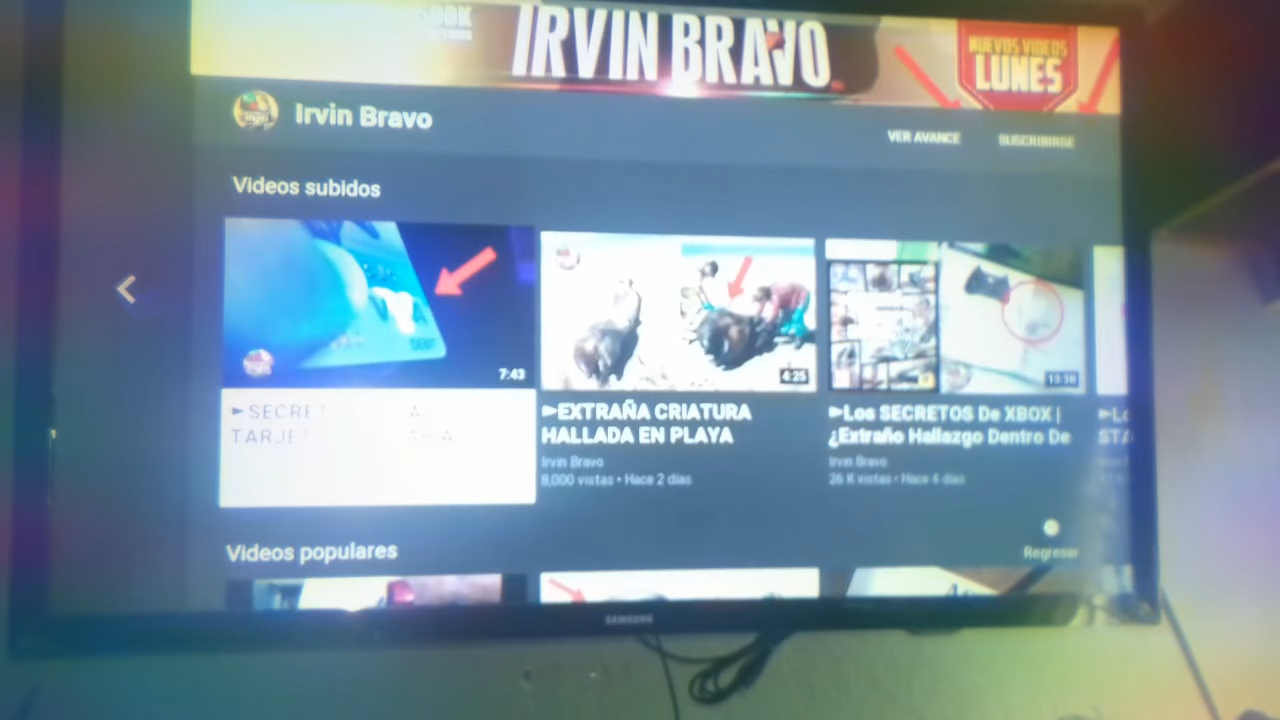 IRVIN BRAVO
NUEVOS VIDEOS
LUNES
Irvin Bravo
VER AVANCE
SUSCRIBIRSE
Videos subidos
DEBIT
7:43
4:25
►EXTRAÑA CRIATURA
HALLADA EN PLAYA
Irvin Bravo
8,000 vistas • Hace 2 días
13:38
►Los SECRETOS De XBOX |
¿Extraño Hallazgo Dentro De
Irvin Bravo
26 K vistas • Hace 4 días
Regresar
Videos populares
SAMSUNG